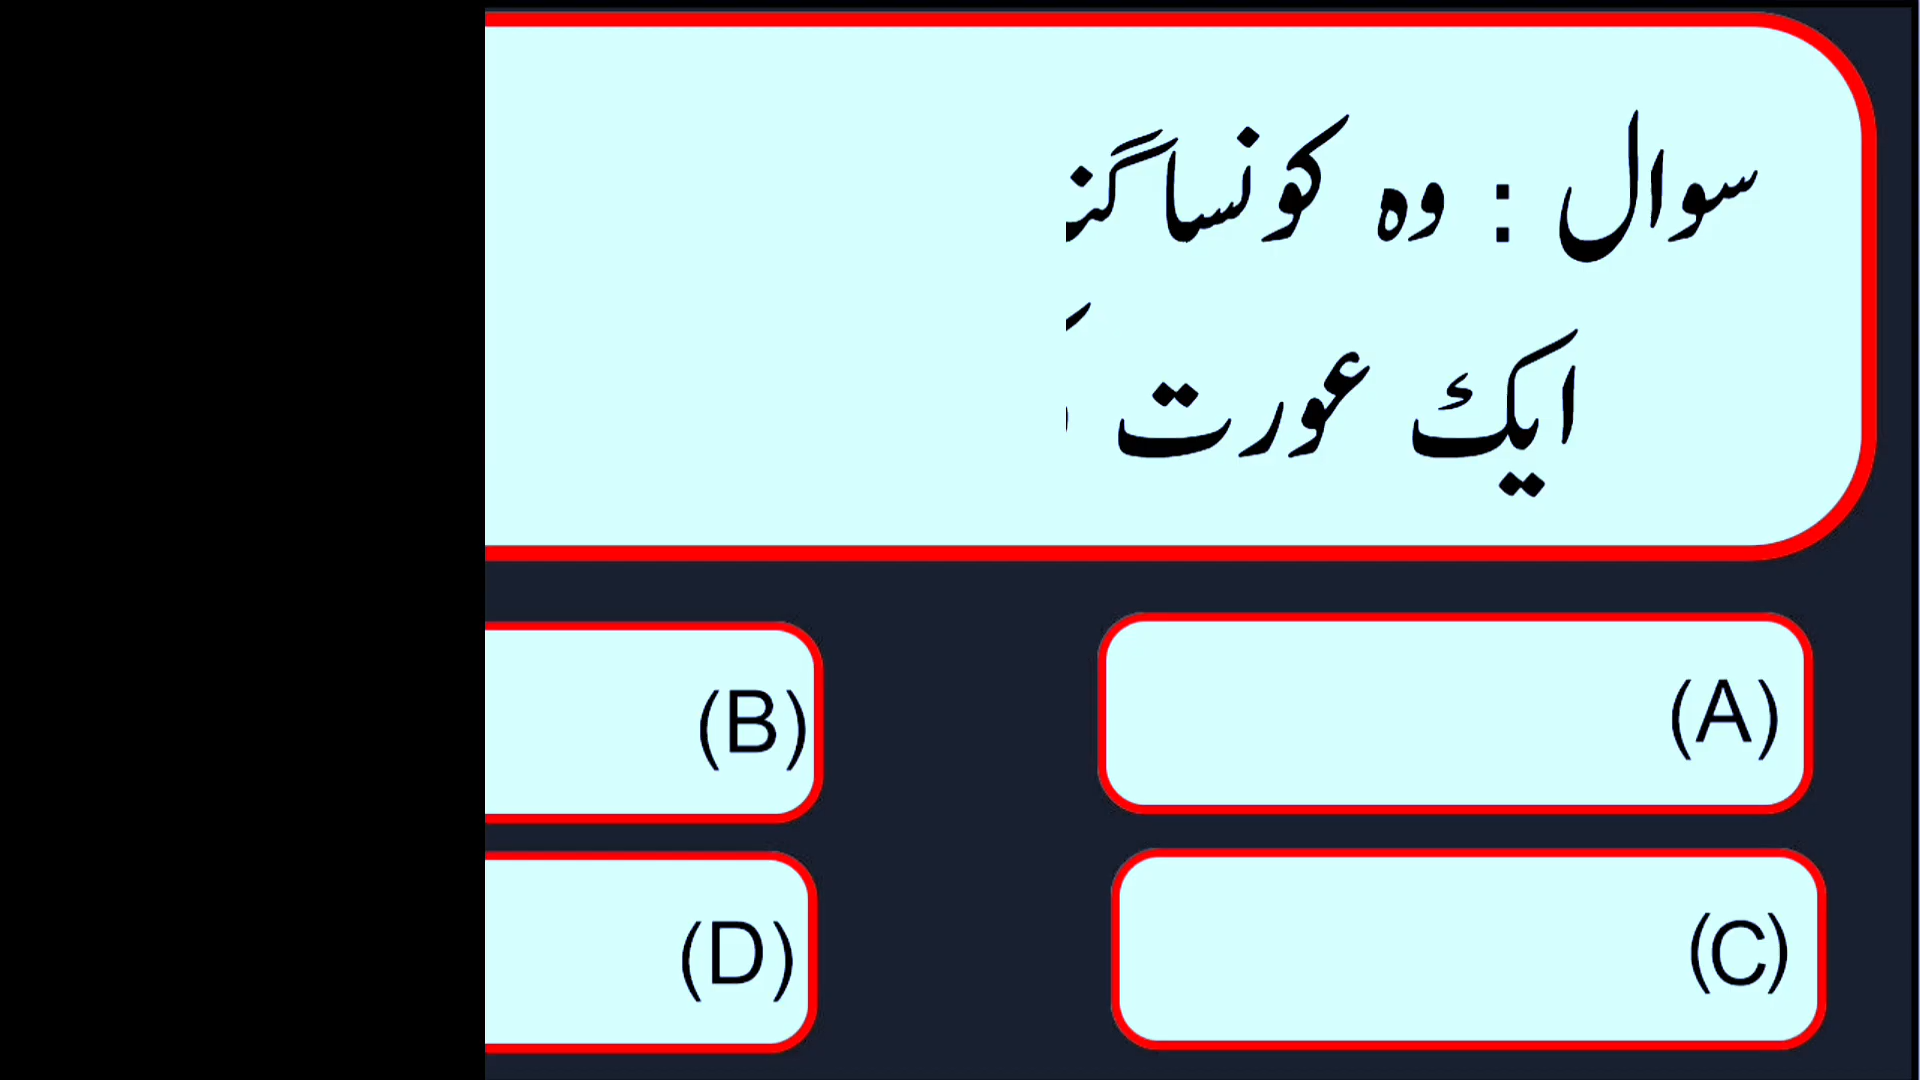 سوال : وہ کونسا
ایک عورت
(A)
(B)
(C)
(D)